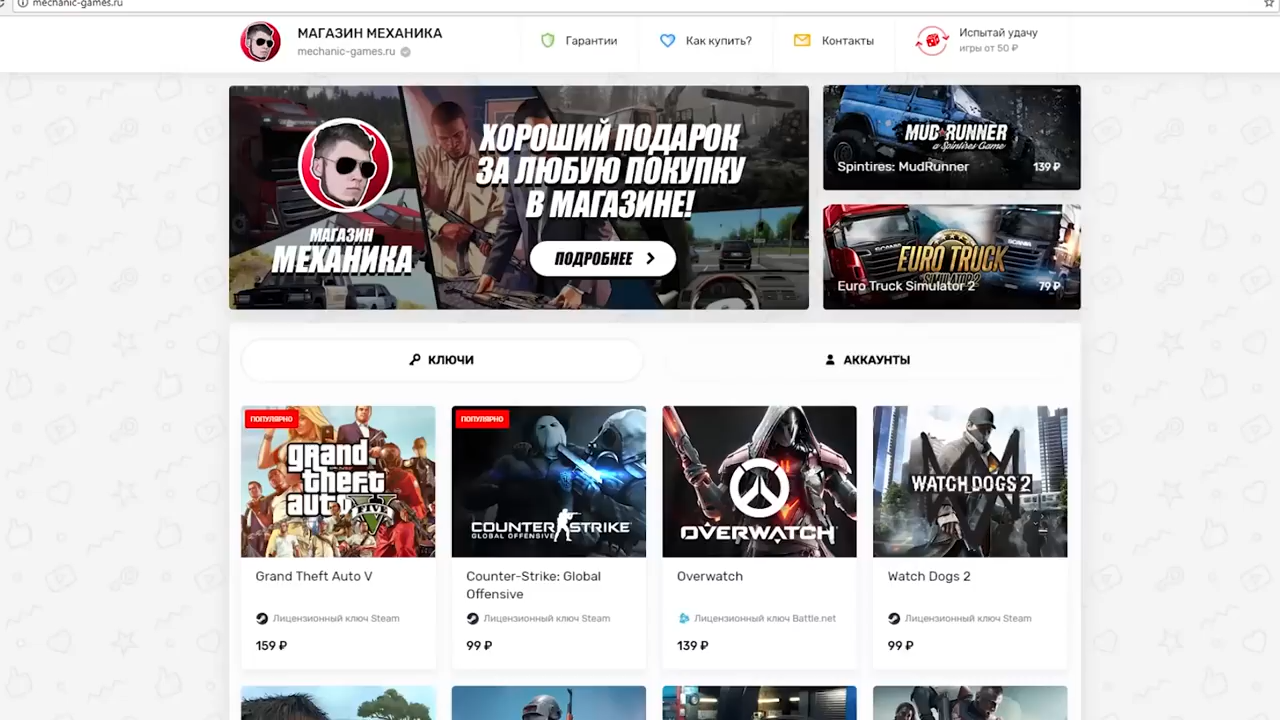 mechanic-games.ru
МАГАЗИН МЕХАНИКА
mechanic-games.ru
Гарантии
Как купить?
Контакты
Испытай удачу
игры от 50 ₽
МАГАЗИН
МЕХАНИКА
ХОРОШИЙ ПОДАРОК
ЗА ЛЮБУЮ ПОКУПКУ
В МАГАЗИНЕ!
ПОДРОБНЕЕ
MUDRUNNER
a Spintires Game
Spintires: MudRunner
139 ₽
SCANIA
SCANIA
EURO TRUCK
SIMULATOR 2
Euro Truck Simulator 2
79 ₽
КЛЮЧИ
АККАУНТЫ
ПОПУЛЯРНО
grand
theft
auto
FIVE
Grand Theft Auto V
Лицензионный ключ Steam
159 ₽
ПОПУЛЯРНО
COUNTER STRIKE
GLOBAL OFFENSIVE
Counter-Strike: Global
Offensive
Лицензионный ключ Steam
99 ₽
OVERWATCH
Overwatch
Лицензионный ключ Battle.net
139 ₽
WATCH DOGS 2
Watch Dogs 2
Лицензионный ключ Steam
99 ₽